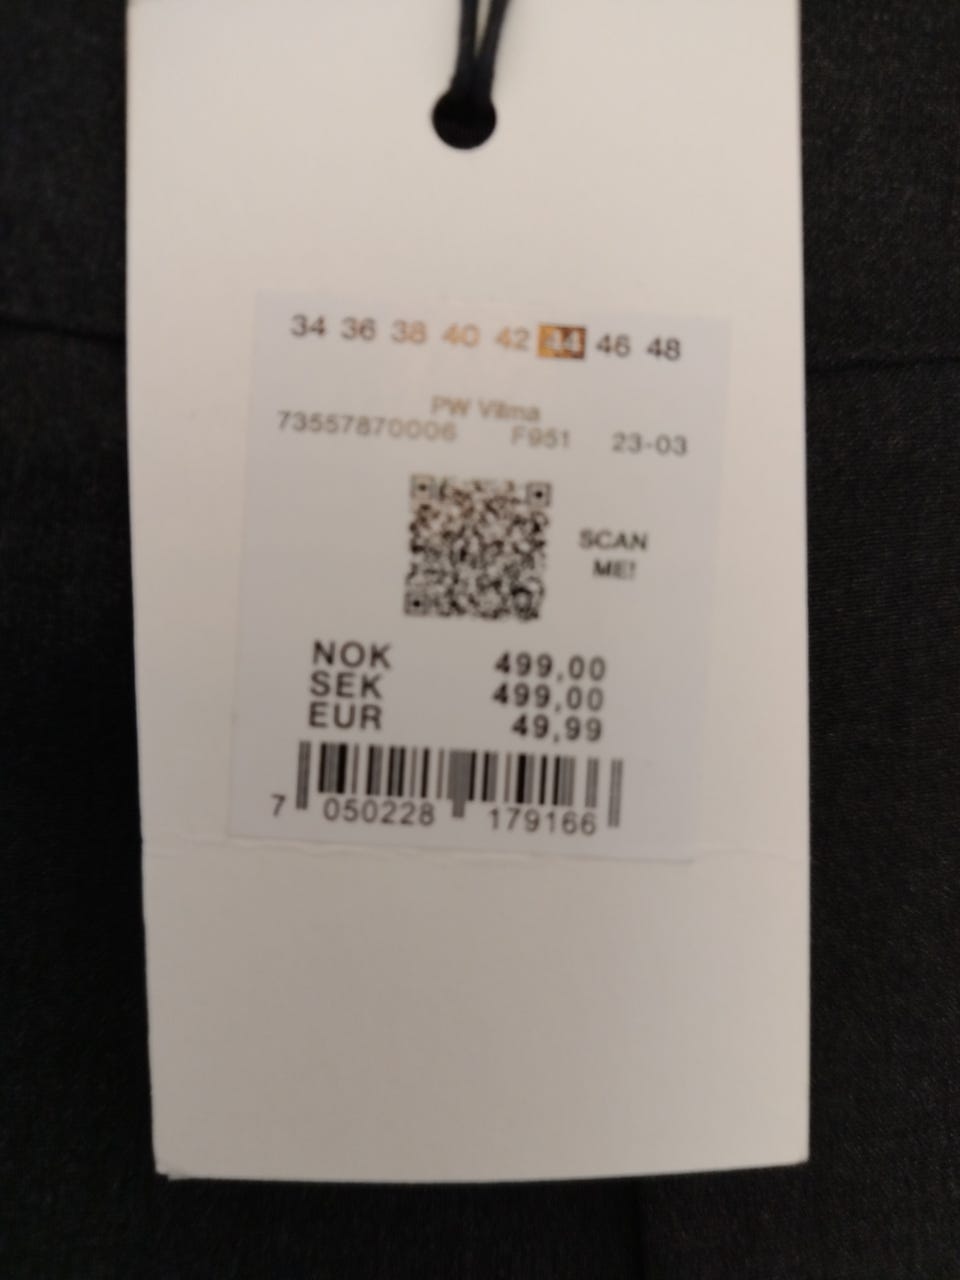 34 36 38 40 42 44 46 48
PW Vilma
73557870006 F951 23-03
SCAN
ME!
NOK 499,00
SEK 499,00
EUR 49,99
7 050228 179166